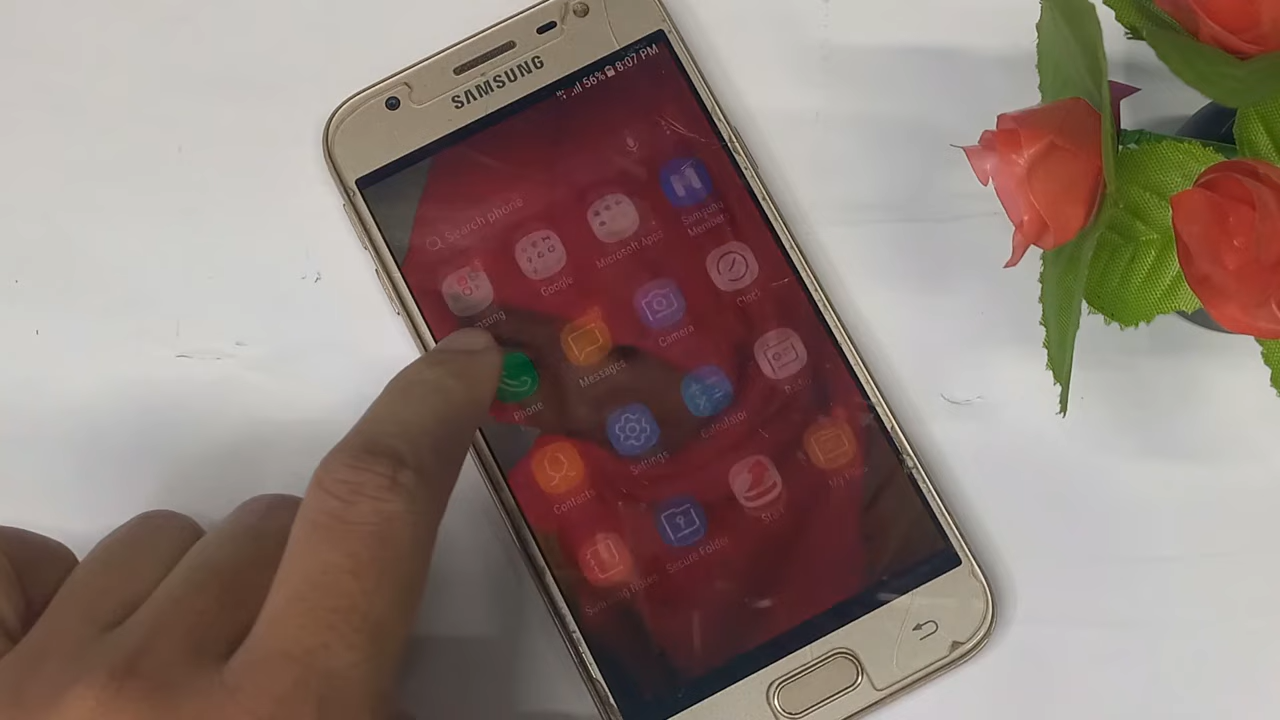 SAMSUNG
56% 8:07 PM
Search phone
Google
Microsoft Apps
Samsung
Phone
Messages
Camera
Clock
Contacts
Settings
Calculator
Samsung Notes
Secure Folder